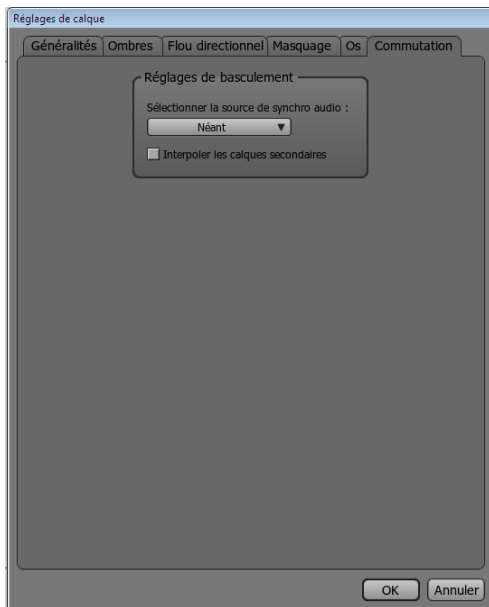 Réglages de calque
Généralités Ombres Flou directionnel Masquage Os Commutation
Réglages de basculement
Sélectionner la source de synchro audio :
Néant
Interpoler les calques secondaires
OK Annuler